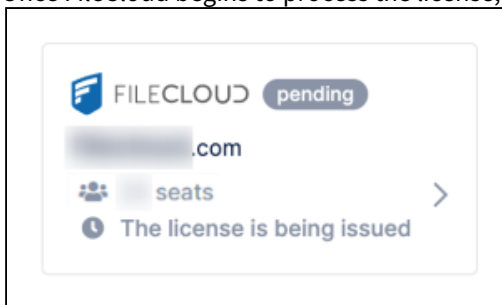 Once FileCloud begins to process the license,
FILECLOUD pending
.com
seats
The license is being issued